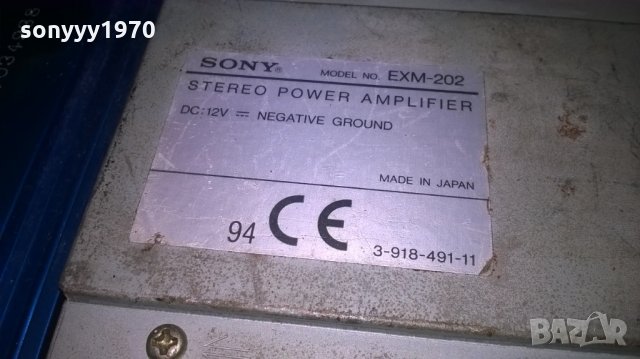 sonyyy1970
SONY® MODEL NO. EXM-202
STEREO POWER AMPLIFIER
DC:12V ⎓ NEGATIVE GROUND
MADE IN JAPAN
94 CE 3-918-491-11
BAZAR